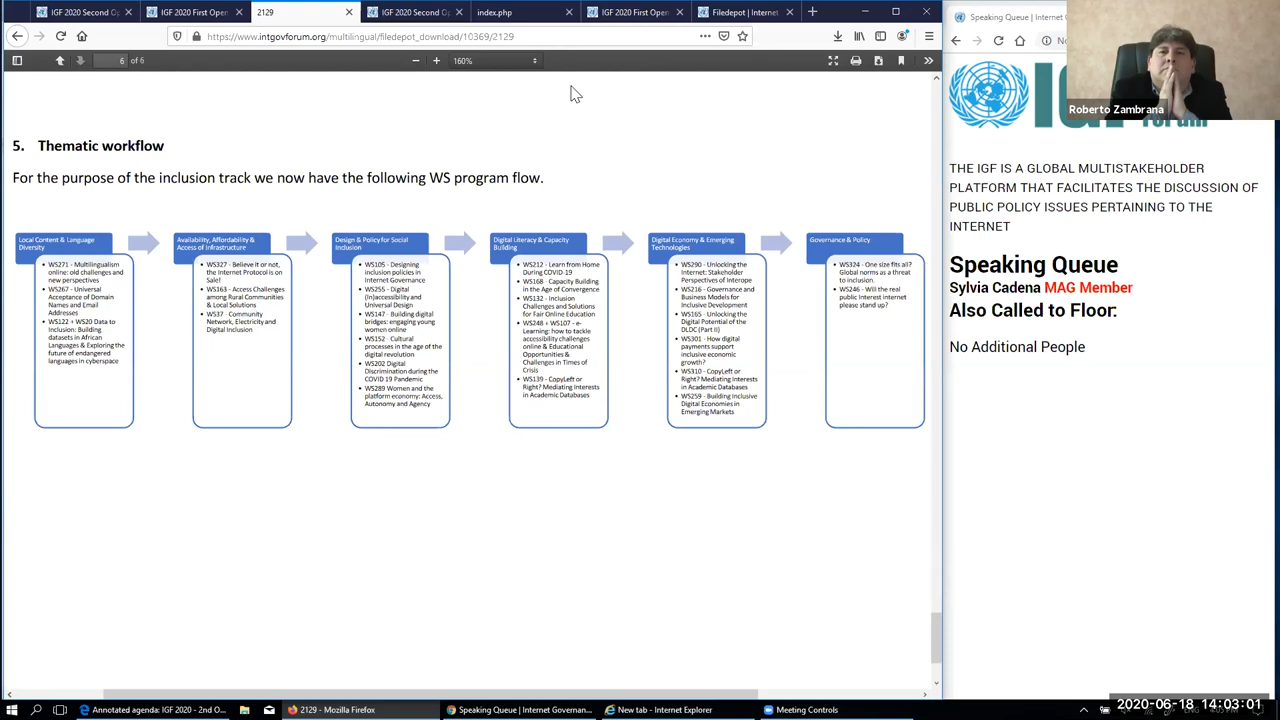 IGF 2020 Second Op
IGF 2020 First Open
2129
IGF 2020 Second Op
index.php
IGF 2020 First Open
Filedepot | Internet
Speaking Queue | Internet G
https://www.intgovforum.org/multilingual/filedepot_download/10369/2129
6 of 6
160%
Roberto Zambrana
5. Thematic workflow
For the purpose of the inclusion track we now have the following WS program flow.
Local Content & Language
Diversity
• WS271 - Multilingualism
online: old challenges and
new perspectives
• WS267 - Universal
Acceptance of Domain
Names and Email
Addresses
• WS122 + WS20 Data to
Inclusion: Building
datasets in African
Languages & Exploring the
future of endangered
languages in cyberspace
Availability, Affordability &
Access of Infrastructure
• WS327 - Believe it or not,
the Internet Protocol is on
Sale!
• WS163 - Access Challenges
among Rural Communities
& Local Solutions
• WS37 - Community
Network, Electricity and
Digital Inclusion
Design & Policy for Social
Inclusion
• WS105 - Designing
inclusion policies in
Internet Governance
• WS255 - Digital
(In)accessibility and
Universal Design
• WS147 - Building digital
bridges: engaging young
women online
• WS152 - Cultural
processes in the age of the
digital revolution
• WS202 Digital
Discrimination during the
COVID 19 Pandemic
• WS289 Women and the
platform economy: Access,
Autonomy and Agency
Digital Literacy & Capacity
Building
• WS212 - Learn from Home
During COVID-19
• WS168 - Capacity Building
in the Age of Convergence
• WS132 - Inclusion
Challenges and Solutions
for Fair Online Education
• WS248 + WS107 - e-
Learning: how to tackle
accessibility challenges
online & Educational
Opportunities &
Challenges in Times of
Crisis
• WS139 - CopyLeft or
Right? Mediating Interests
in Academic Databases
Digital Economy & Emerging
Technologies
• WS290 - Unlocking the
Internet: Stakeholder
Perspectives of Interope
• WS216 - Governance and
Business Models for
Inclusive Development
• WS165 - Unlocking the
Digital Potential of the
DLDC (Part II)
• WS301 - How digital
payments support
inclusive economic
growth?
• WS310 - CopyLeft or
Right? Mediating Interests
in Academic Databases
• WS259 - Building Inclusive
Digital Economies in
Emerging Markets
Governance & Policy
• WS324 - One size fits all?
Global norms as a threat
to inclusion.
• WS246 - Will the real
public Interest internet
please stand up?
THE IGF IS A GLOBAL MULTISTAKEHOLDER
PLATFORM THAT FACILITATES THE DISCUSSION OF
PUBLIC POLICY ISSUES PERTAINING TO THE
INTERNET
Speaking Queue
Sylvia Cadena MAG Member
Also Called to Floor:
No Additional People
Annotated agenda: IGF 2020 - 2nd O...
2129 - Mozilla Firefox
Speaking Queue | Internet Governan...
New tab - Internet Explorer
Meeting Controls
2020-06-18 14:03:01